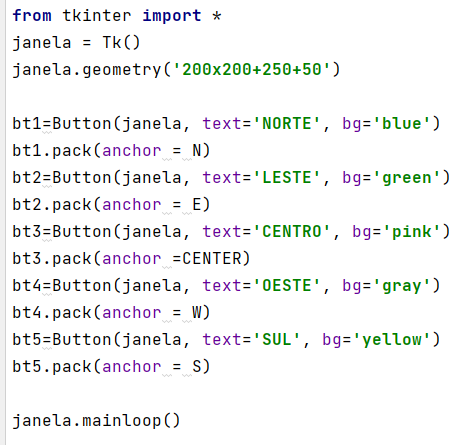 from tkinter import *
janela = Tk()
janela.geometry('200x200+250+50')
bt1=Button(janela, text='NORTE', bg='blue')
bt1.pack(anchor = N)
bt2=Button(janela, text='LESTE', bg='green')
bt2.pack(anchor = E)
bt3=Button(janela, text='CENTRO', bg='pink')
bt3.pack(anchor =CENTER)
bt4=Button(janela, text='OESTE', bg='gray')
bt4.pack(anchor = W)
bt5=Button(janela, text='SUL', bg='yellow')
bt5.pack(anchor = S)
janela.mainloop()